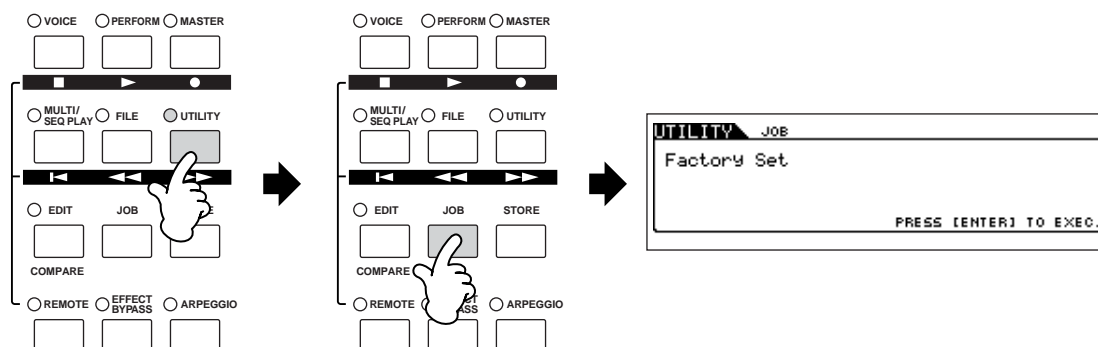 VOICE PERFORM MASTER
MULTI/
SEQ PLAY FILE UTILITY
EDIT JOB
COMPARE
REMOTE EFFECT
BYPASS ARPEGGIO
VOICE PERFORM MASTER
MULTI/
SEQ PLAY FILE UTILITY
EDIT JOB STORE
COMPARE
REMOTE ARPEGGIO
UTILITY JOB
Factory Set
PRESS [ENTER] TO EXEC.